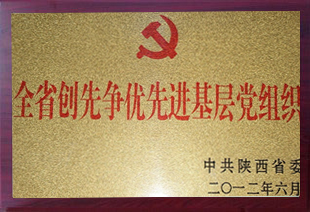 全省创先争优先进基层党组织
中共陕西省委
二〇一二年六月